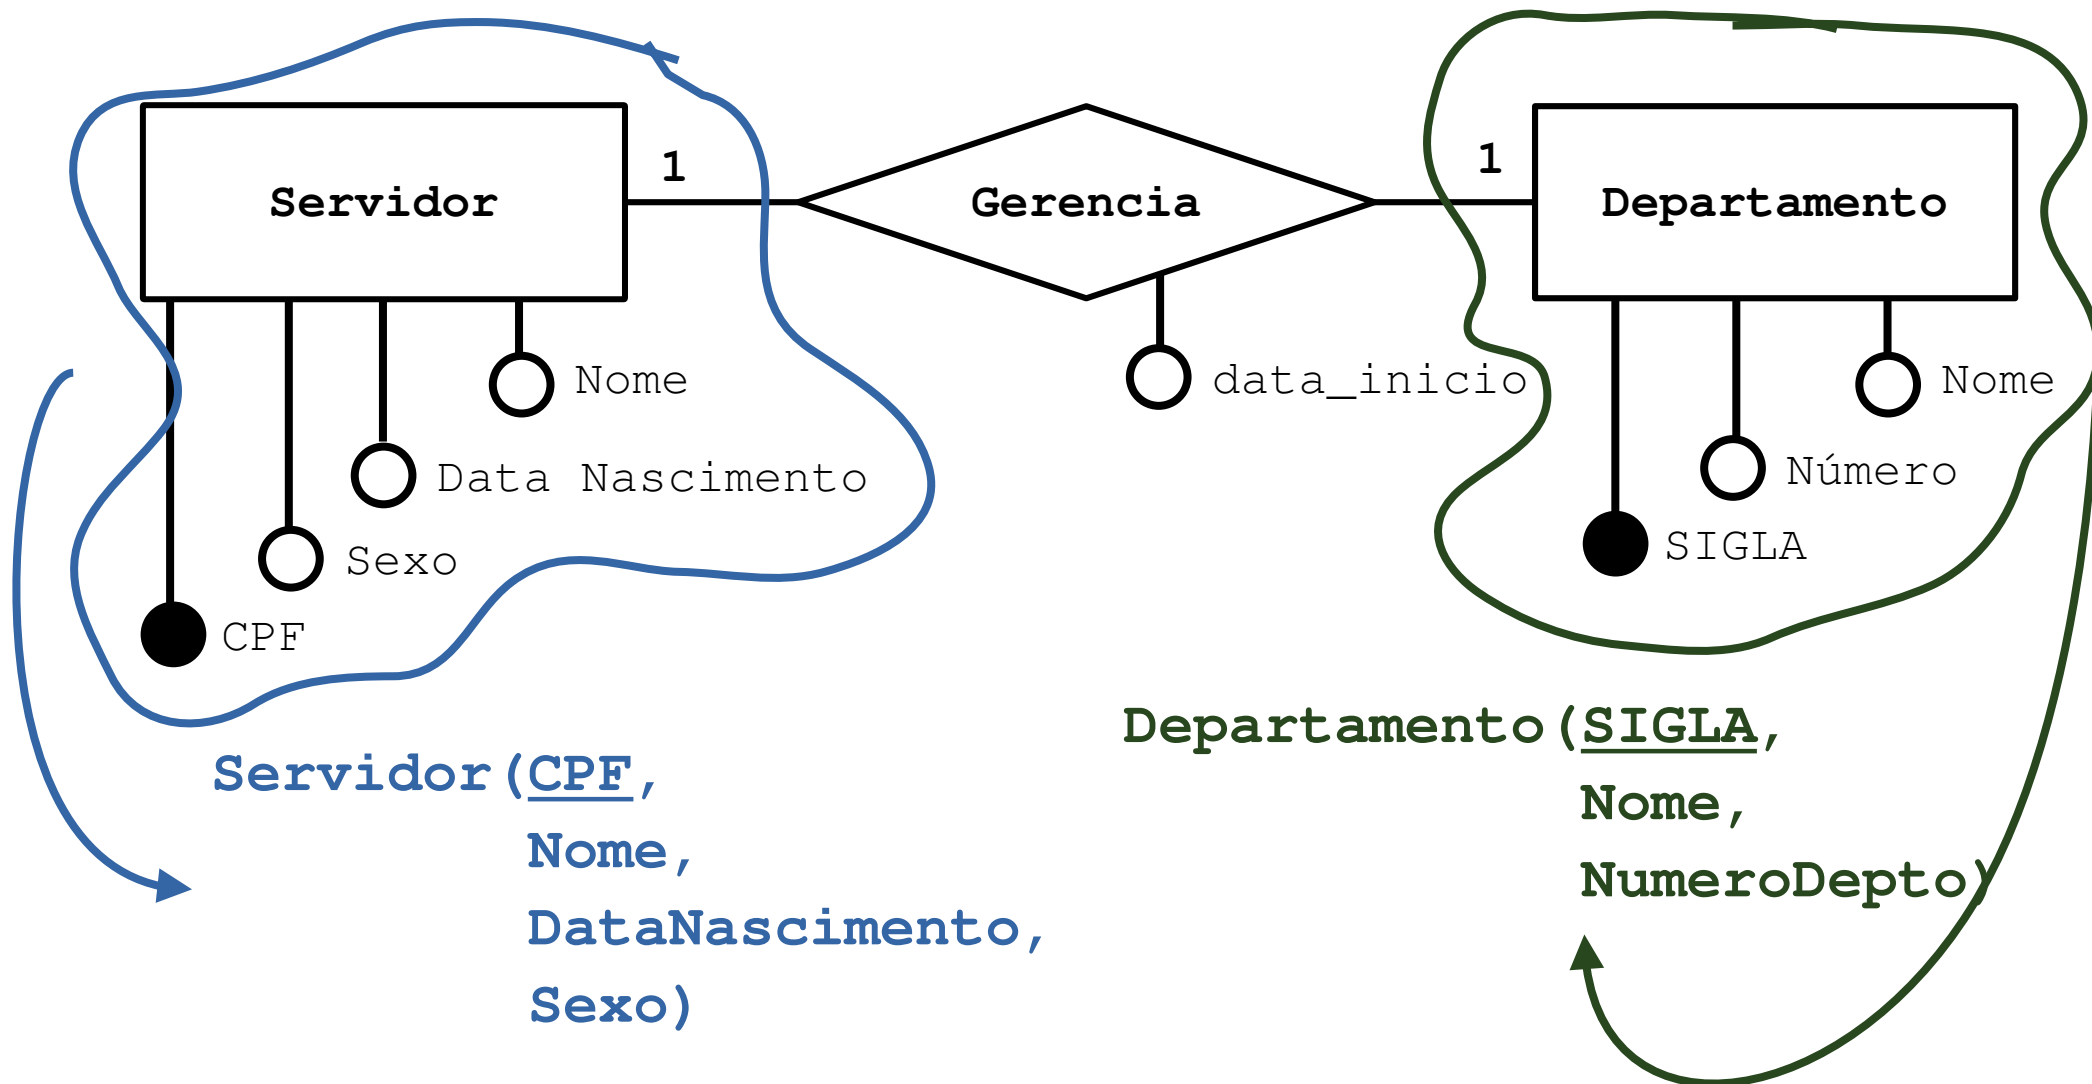 Servidor
1
Gerencia
1
Departamento
Nome
data_inicio
Nome
Data Nascimento
Número
Sexo
SIGLA
CPF
Servidor(CPF,
Nome,
DataNascimento,
Sexo)
Departamento(SIGLA,
Nome,
NumeroDepto)